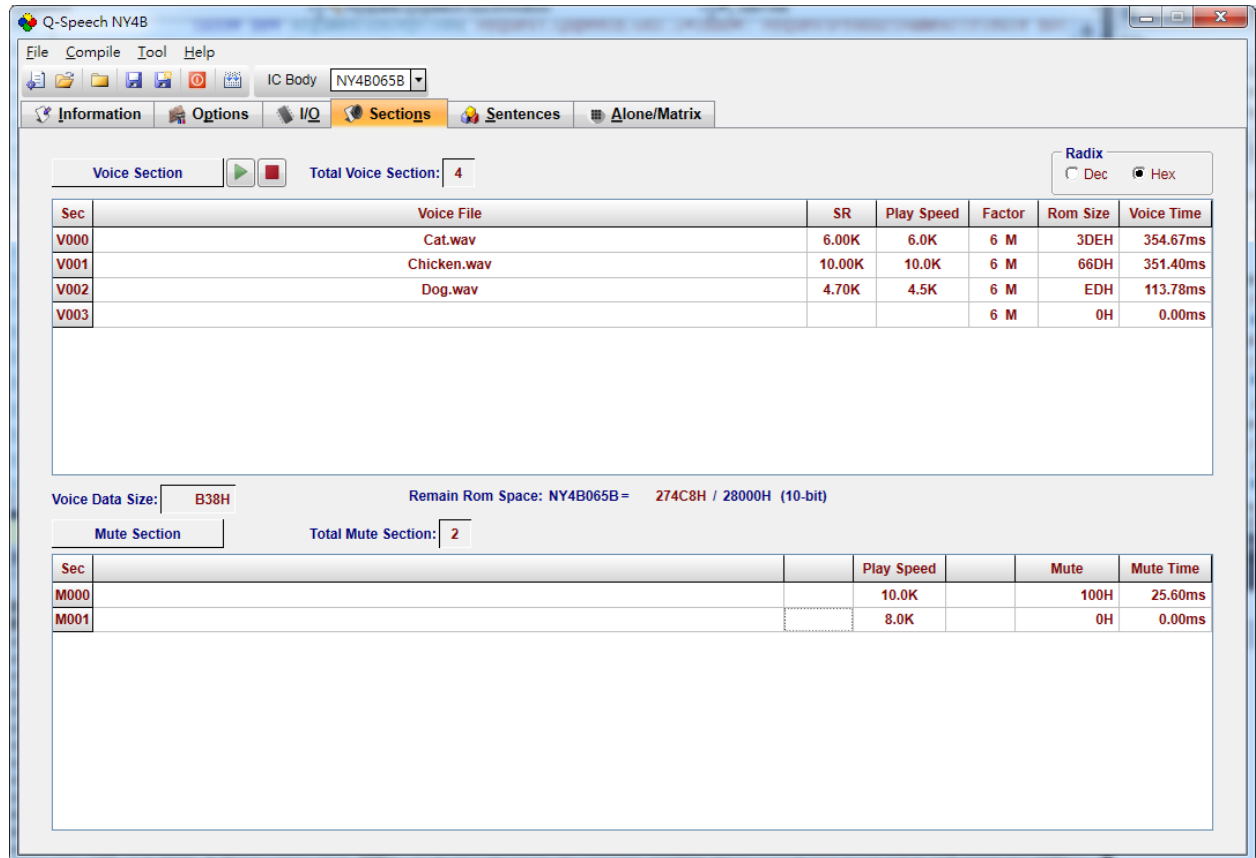 Q-Speech NY4B
File Compile Tool Help
IC Body NY4B065B
Information Options I/O Sections Sentences Alone/Matrix
Voice Section Total Voice Section: 4
Radix
Dec Hex
Sec Voice File SR Play Speed Factor Rom Size Voice Time
V000 Cat.wav 6.00K 6.0K 6 M 3DEH 354.67ms
V001 Chicken.wav 10.00K 10.0K 6 M 66DH 351.40ms
V002 Dog.wav 4.70K 4.5K 6 M EDH 113.78ms
V003 6 M 0H 0.00ms
Voice Data Size: B38H Remain Rom Space: NY4B065B= 274C8H / 28000H (10-bit)
Mute Section Total Mute Section: 2
Sec Play Speed Mute Mute Time
M000 10.0K 100H 25.60ms
M001 8.0K 0H 0.00ms